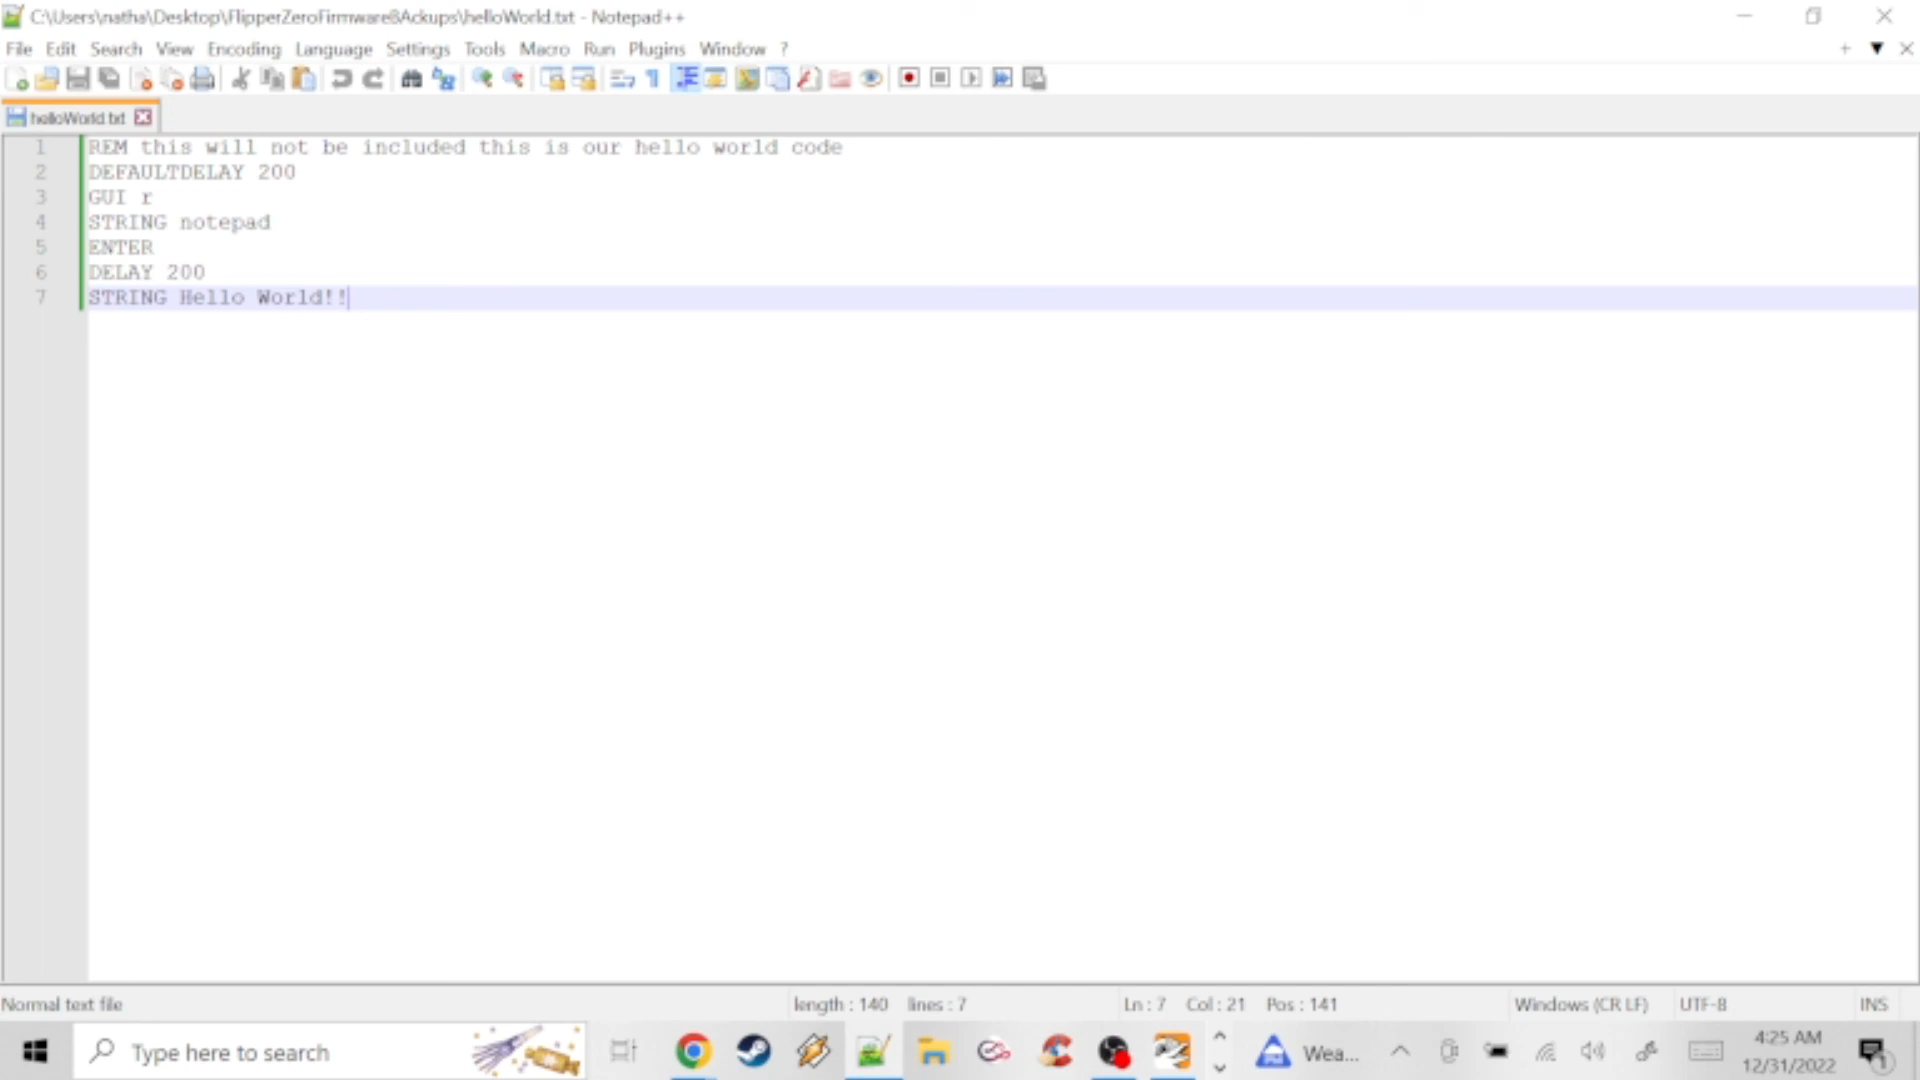 C:\Users\natha\Desktop\FlipperZeroFirmwareBAckups\helloWorld.txt - Notepad++
File Edit Search View Encoding Language Settings Tools Macro Run Plugins Window ?
helloWorld.txt
1 REM this will not be included this is our hello world code
2 DEFAULTDELAY 200
3 GUI r
4 STRING notepad
5 ENTER
6 DELAY 200
7 STRING Hello World!!
Normal text file length : 140 lines : 7 Ln : 7 Col : 21 Pos : 141 Windows (CR LF) UTF-8 INS
Type here to search Wea... 4:25 AM
12/31/2022 1